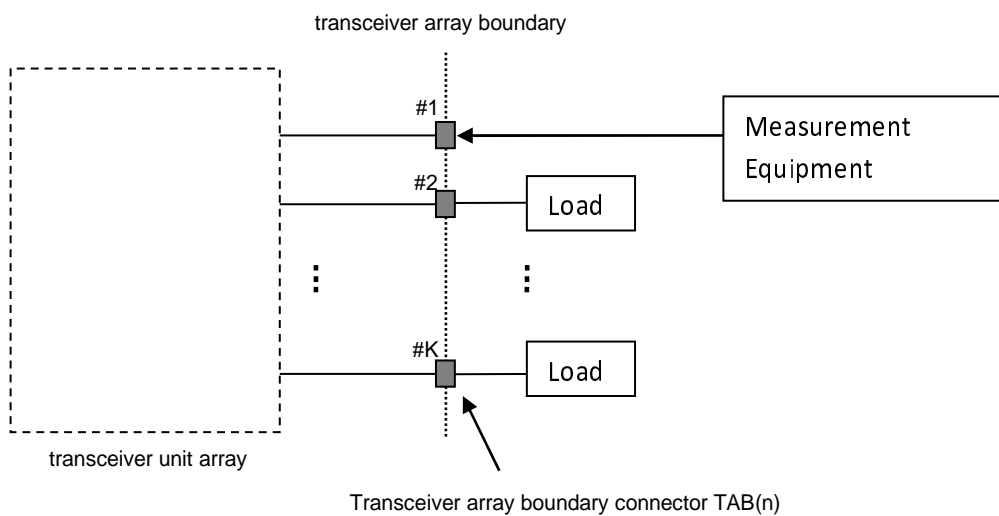 transceiver array boundary
#1
Measurement
Equipment
#2
Load
#K
Load
transceiver unit array
Transceiver array boundary connector TAB(n)